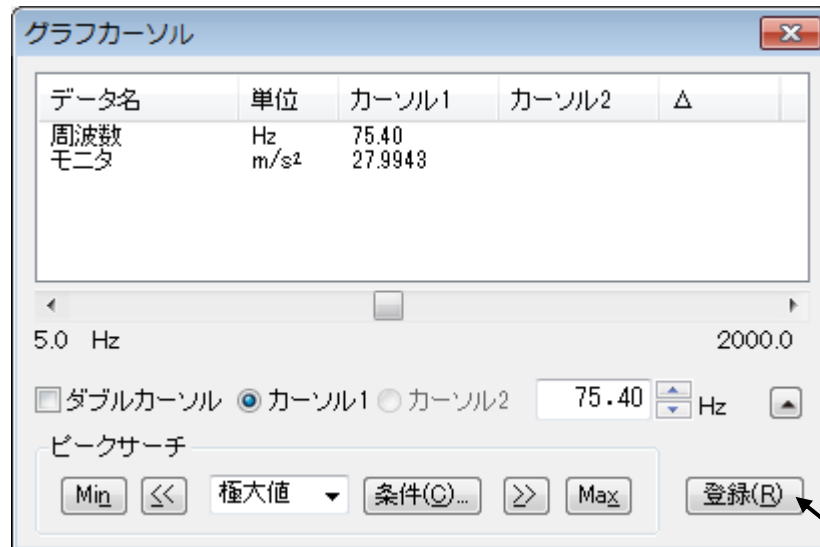 グラフカーソル
データ名 単位 カーソル1 カーソル2 Δ
周波数 Hz 75.40
モニタ m/s² 27.9943
5.0 Hz 2000.0
ダブルカーソル カーソル1 カーソル2 75.40 Hz
ピークサーチ
Min << 極大値 条件(C)... >> Max 登録(R)